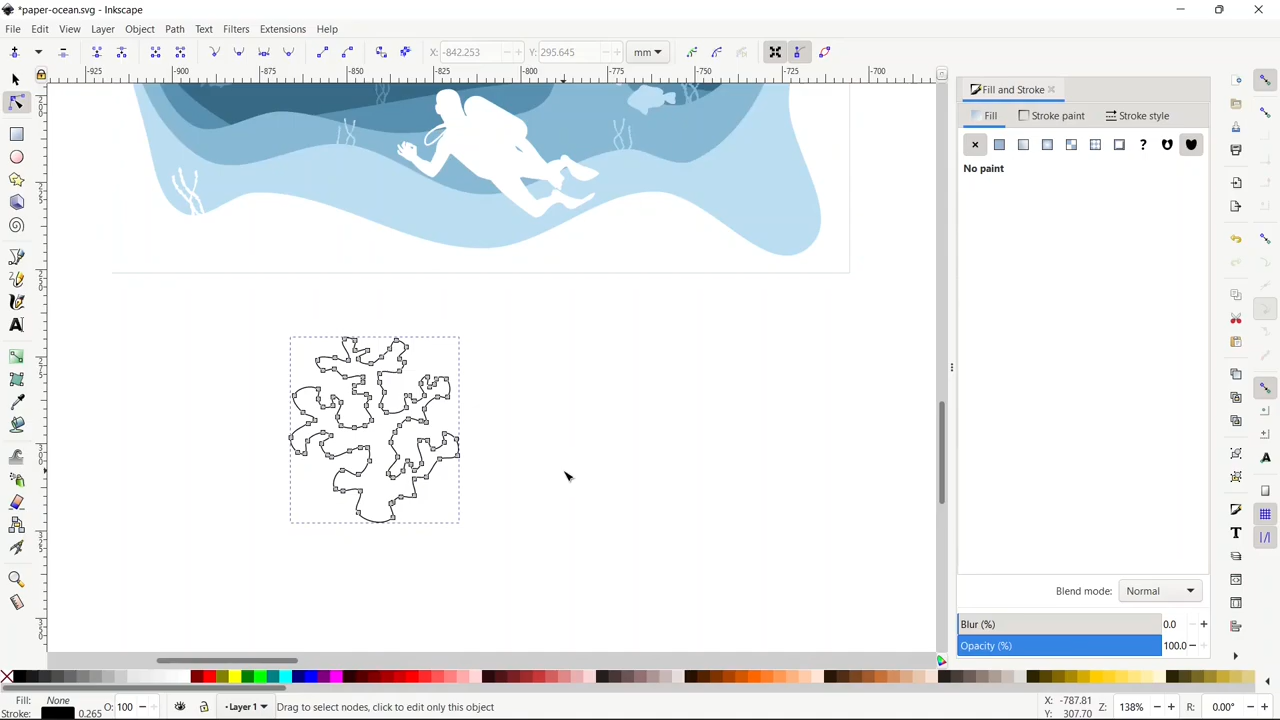 *paper-ocean.svg - Inkscape
File Edit View Layer Object Path Text Filters Extensions Help
X: -842.253 Y: 295.645 mm
-925 -900 -875 -850 -825 -800 -775 -750 -725 -700
Fill and Stroke
Fill Stroke paint Stroke style
No paint
Blend mode: Normal
Blur (%) 0.0
Opacity (%) 100.0
Fill: None
Stroke: 0.265 O: 100 Layer 1 Drag to select nodes, click to edit only this object
X: -787.81
Y: 307.70 Z: 138% R: 0.00°